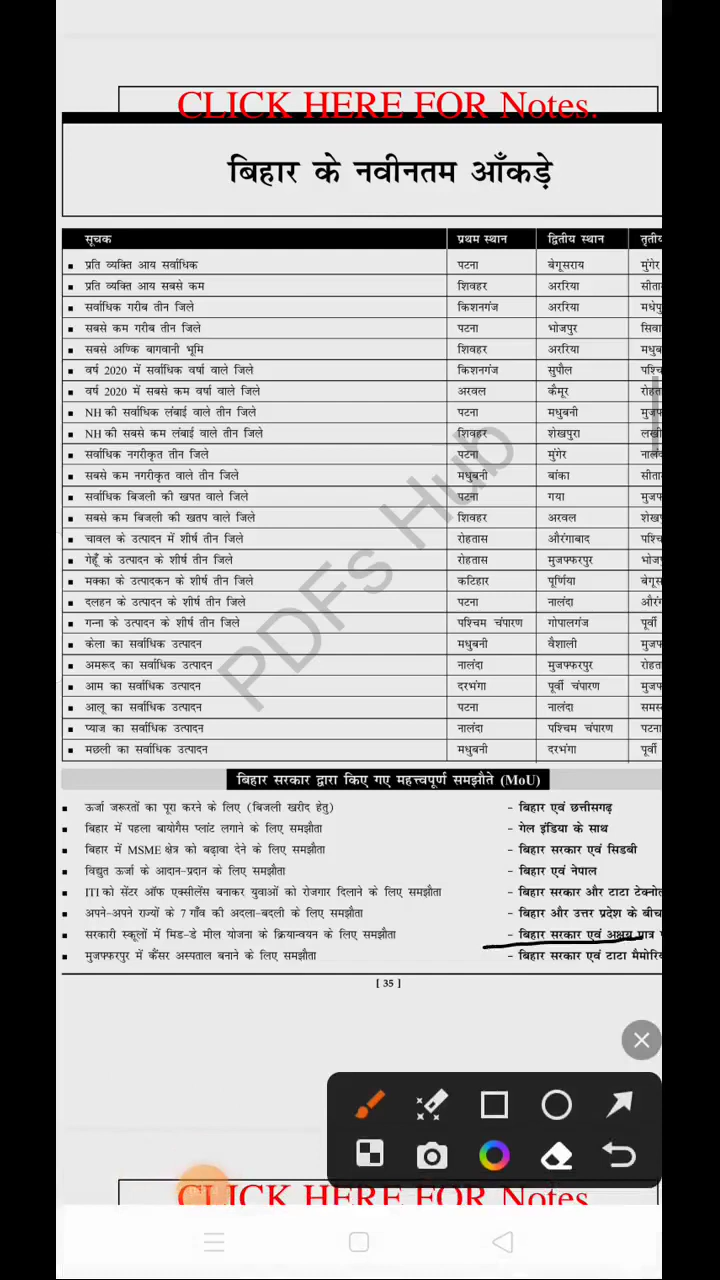 CLICK HERE FOR Notes.
बिहार के नवीनतम आँकड़े
सूचक प्रथम स्थान द्वितीय स्थान
▪ प्रति व्यक्ति आय सर्वाधिक पटना बेगूसराय मुंगेर
▪ प्रति व्यक्ति आय सबसे कम शिवहर अररिया
▪ सर्वाधिक गरीब तीन जिले किशनगंज अररिया
▪ सबसे कम गरीब तीन जिले पटना भोजपुर
▪ सबसे अण्कि बागवानी भूमि शिवहर अररिया
▪ वर्ष 2020 में सर्वाधिक वर्षा वाले जिले किशनगंज सुपौल
▪ वर्ष 2020 में सबसे कम वर्षा वाले जिले अरवल कैमूर
▪ NH की सर्वाधिक लंबाई वाले तीन जिले पटना मधुबनी
▪ NH की सबसे कम लंबाई वाले तीन जिले शिवहर शेखपुरा
▪ सर्वाधिक नगरीकृत तीन जिले पटना मुंगेर
▪ सबसे कम नगरीकृत वाले तीन जिले मधुबनी बांका
▪ सर्वाधिक बिजली की खपत वाले जिले पटना गया
▪ सबसे कम बिजली की खतप वाले जिले शिवहर अरवल
▪ चावल के उत्पादन में शीर्ष तीन जिले रोहतास औरंगाबाद
▪ गेहूँ के उत्पादन के शीर्ष तीन जिले रोहतास मुजफ्फरपुर
▪ मक्का के उत्पादकन के शीर्ष तीन जिले कटिहार पूर्णिया
▪ दलहन के उत्पादन के शीर्ष तीन जिले पटना नालंदा
▪ गन्ना के उत्पादन के शीर्ष तीन जिले पश्चिम चंपारण गोपालगंज पूर्वी
▪ केला का सर्वाधिक उत्पादन मधुबनी वैशाली
▪ अमरूद का सर्वाधिक उत्पादन नालंदा मुजफ्फरपुर
▪ आम का सर्वाधिक उत्पादन दरभंगा पूर्वी चंपारण
▪ आलू का सर्वाधिक उत्पादन पटना नालंदा
▪ प्याज का सर्वाधिक उत्पादन नालंदा पश्चिम चंपारण पटना
▪ मछली का सर्वाधिक उत्पादन मधुबनी दरभंगा पूर्वी
PDFs Hub
बिहार सरकार द्वारा किए गए महत्त्वपूर्ण समझौते (MoU)
▪ ऊर्जा जरूरतों का पूरा करने के लिए (बिजली खरीद हेतु) - बिहार एवं छत्तीसगढ़
▪ बिहार में पहला बायोगैस प्लांट लगाने के लिए समझौता - गेल इंडिया के साथ
▪ बिहार में MSME क्षेत्र को बढ़ावा देने के लिए समझौता - बिहार सरकार एवं सिडबी
▪ विद्युत ऊर्जा के आदान-प्रदान के लिए समझौता - बिहार एवं नेपाल
▪ ITI को सेंटर ऑफ एक्सीलेंस बनाकर युवाओं को रोजगार दिलाने के लिए समझौता - बिहार सरकार और टाटा
▪ अपने-अपने राज्यों के 7 गाँव की अदला-बदली के लिए समझौता - बिहार और उत्तर प्रदेश के बीच
▪ सरकारी स्कूलों में मिड-डे मील योजना के क्रियान्वयन के लिए समझौता - बिहार सरकार एवं अक्षय पात्र
▪ मुजफ्फरपुर में कैंसर अस्पताल बनाने के लिए समझौता - बिहार सरकार एवं टाटा
[ 35 ]
CLICK HERE FOR Notes